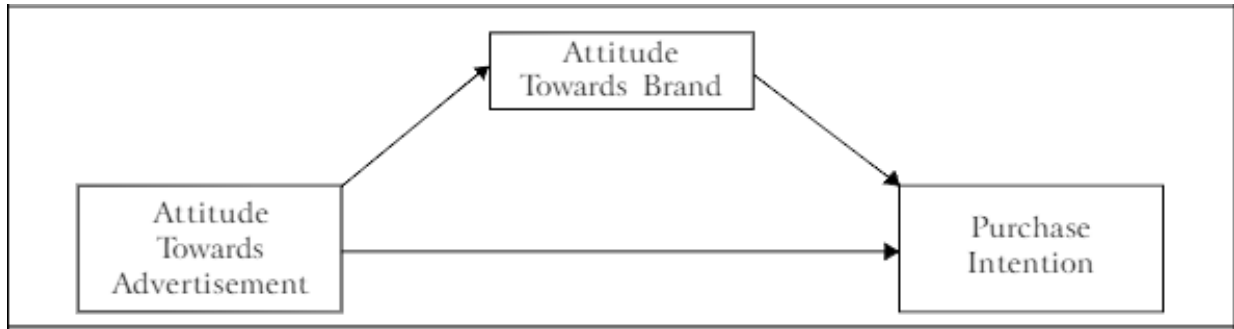 Attitude
Towards Brand
Attitude
Towards
Advertisement
Purchase
Intention